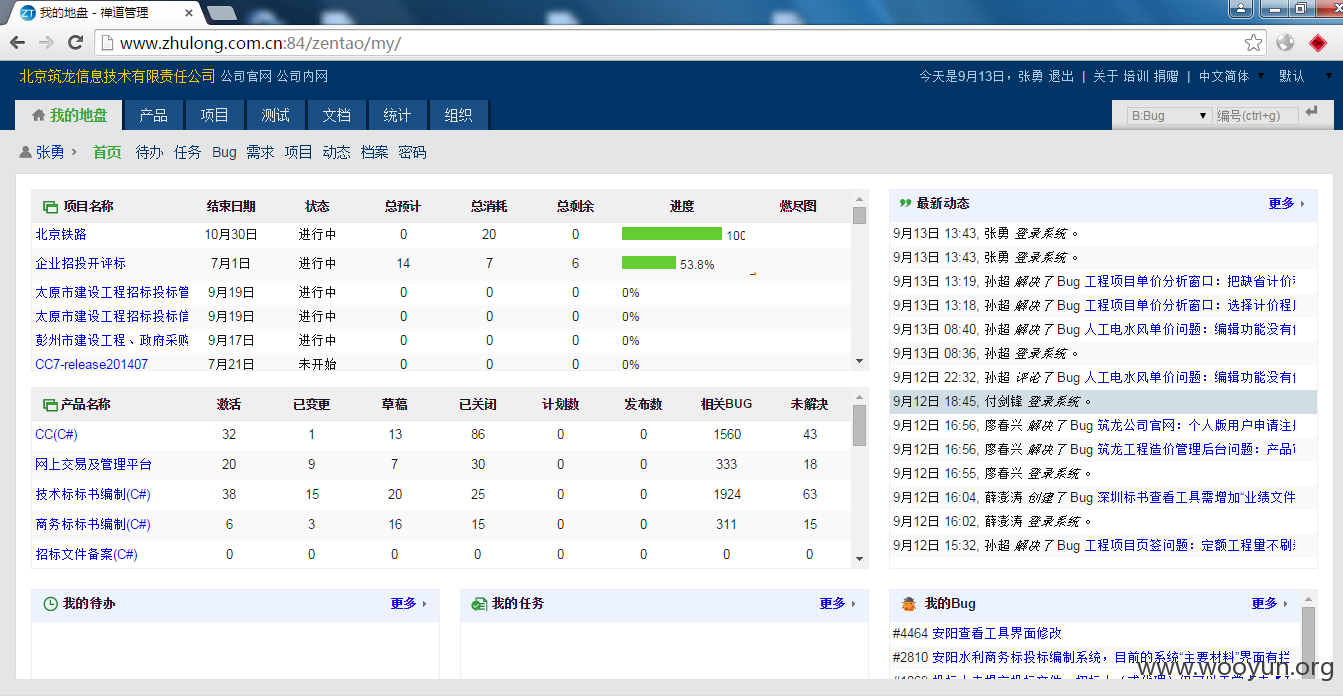 我的地盘 - 禅道管理
www.zhulong.com.cn:84/zentao/my/
北京筑龙信息技术有限责任公司 公司官网 公司内网
今天是9月13日，张勇 退出 | 关于 培训 捐赠 | 中文简体 默认
我的地盘 产品 项目 测试 文档 统计 组织
B:Bug 编号(ctrl+g)
张勇 首页 待办 任务 Bug 需求 项目 动态 档案 密码
项目名称 结束日期 状态 总预计 总消耗 总剩余 进度 燃尽图
北京铁路 10月30日 进行中 0 20 0 100
企业招投开评标 7月1日 进行中 14 7 6 53.8%
太原市建设工程招标投标管 9月19日 进行中 0 0 0 0%
太原市建设工程招标投标信 9月19日 进行中 0 0 0 0%
彭州市建设工程、政府采购 9月17日 进行中 0 0 0 0%
CC7-release201407 7月21日 未开始 0 0 0 0%
产品名称 激活 已变更 草稿 已关闭 计划数 发布数 相关BUG 未解决
CC(C#) 32 1 13 86 0 0 1560 43
网上交易及管理平台 20 9 7 30 0 0 333 18
技术标标书编制(C#) 38 15 20 25 0 0 1924 63
商务标标书编制(C#) 6 3 16 15 0 0 311 15
招标文件备案(C#) 0 0 0 0 0 0 0 0
最新动态 更多
9月13日 13:43, 张勇 登录系统。
9月13日 13:43, 张勇 登录系统。
9月13日 13:19, 孙超 解决了 Bug 工程项目单价分析窗口：把缺省计价
9月13日 13:18, 孙超 解决了 Bug 工程项目单价分析窗口：选择计价程
9月13日 08:40, 孙超 解决了 Bug 人工电水风单价问题：编辑功能没有
9月13日 08:36, 孙超 登录系统。
9月12日 22:32, 孙超 评论了 Bug 人工电水风单价问题：编辑功能没有
9月12日 18:45, 付剑锋 登录系统。
9月12日 16:56, 廖春兴 解决了 Bug 筑龙公司官网：个人版用户申请注
9月12日 16:56, 廖春兴 解决了 Bug 筑龙工程造价管理后台问题：产品
9月12日 16:55, 廖春兴 登录系统。
9月12日 16:04, 薛澎涛 创建了 Bug 深圳标书查看工具需增加“业绩文件
9月12日 16:02, 薛澎涛 登录系统。
9月12日 15:32, 孙超 解决了 Bug 工程项目页签问题：定额工程量不刷
我的待办 更多
我的任务 更多
我的Bug 更多
#4464 安阳查看工具界面修改
#2810 安阳水利商务标投标编制系统，目前的系统“主要材料”界面有拦
www.wooyun.org